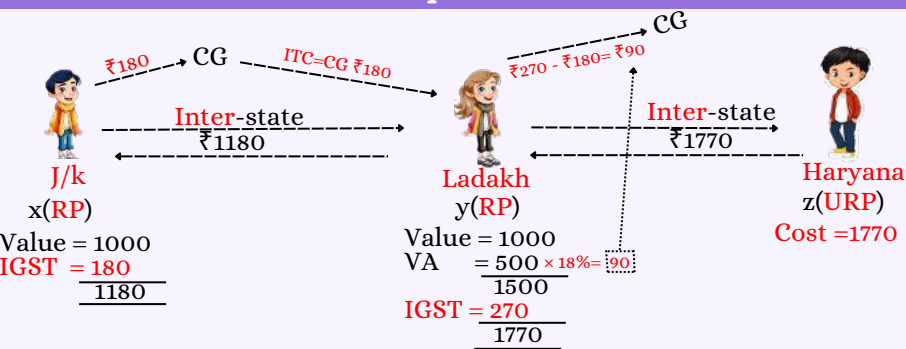 CG
₹180
CG
ITC=CG ₹180
₹270 - ₹180= ₹90
Inter-state
₹1180
Inter-state
₹1770
J/k
x(RP)
Value = 1000
IGST = 180
1180
Ladakh
y(RP)
Value = 1000
VA = 500 × 18%= 90
1500
IGST = 270
1770
Haryana
z(URP)
Cost =1770